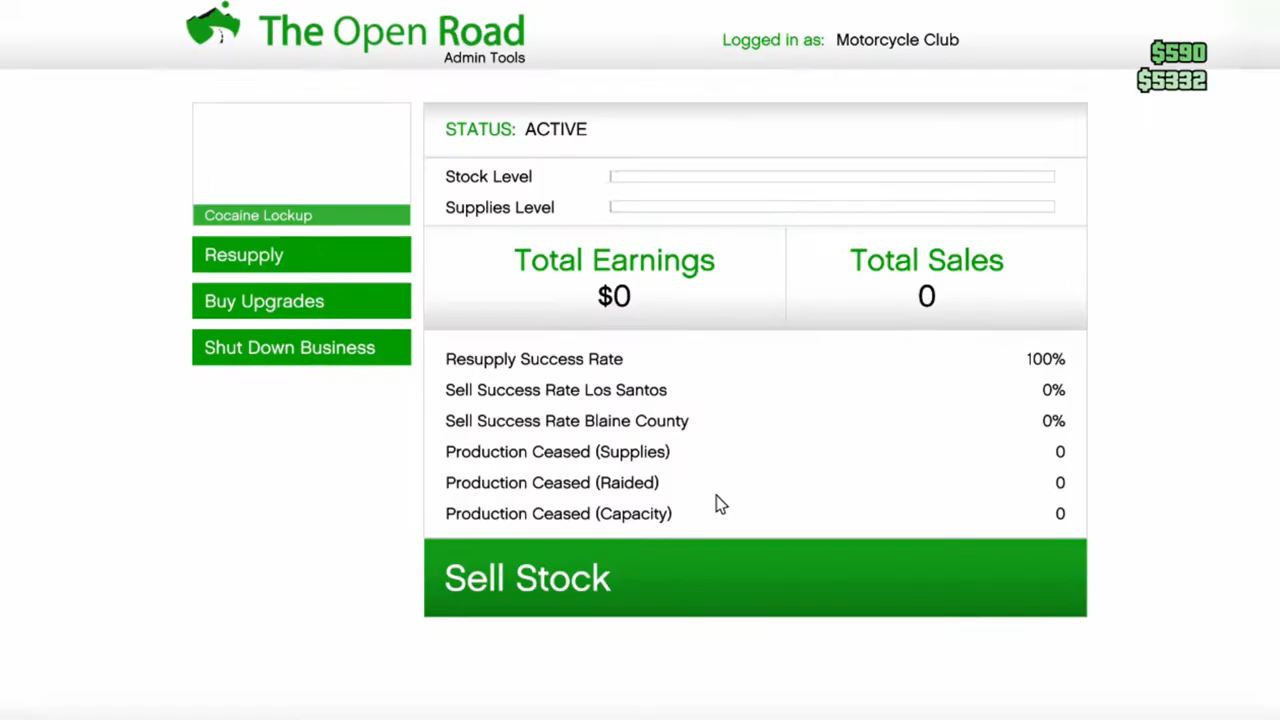 The Open Road
Admin Tools
Logged in as: Motorcycle Club
$590
$5332
Cocaine Lockup
Resupply
Buy Upgrades
Shut Down Business
STATUS: ACTIVE
Stock Level
Supplies Level
Total Earnings
$0
Total Sales
0
Resupply Success Rate 100%
Sell Success Rate Los Santos 0%
Sell Success Rate Blaine County 0%
Production Ceased (Supplies) 0
Production Ceased (Raided) 0
Production Ceased (Capacity) 0
Sell Stock